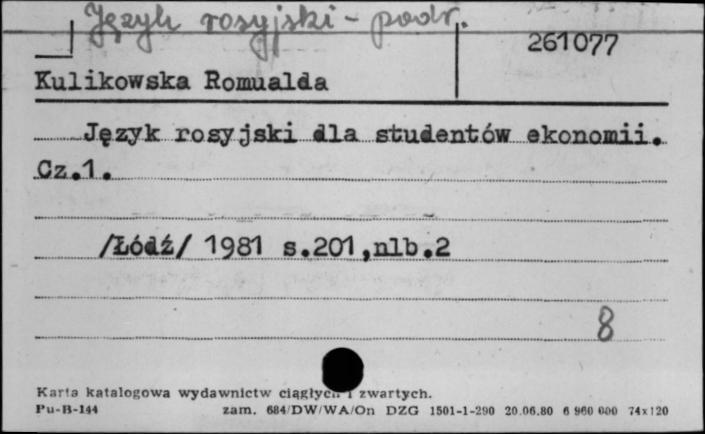 Język rosyjski - podr.
261077
Kulikowska Romualda
Język rosyjski dla studentów ekonomii.
Cz.1.
/Łódź/ 1981 s.201,nlb.2
8
Karta katalogowa wydawnictw ciągłych i zwartych.
Pu-B-144 zam. 684/DW/WA/On DZG 1501-1-290 20.06.80 6 960 000 74x120